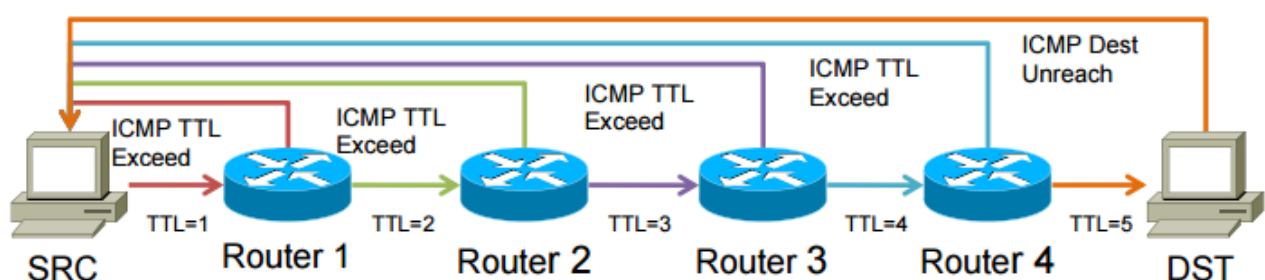 ICMP Dest
Unreach
ICMP TTL
Exceed
ICMP TTL
Exceed
ICMP TTL
Exceed
ICMP TTL
Exceed
TTL=1
TTL=2
TTL=3
TTL=4
TTL=5
SRC
Router 1
Router 2
Router 3
Router 4
DST